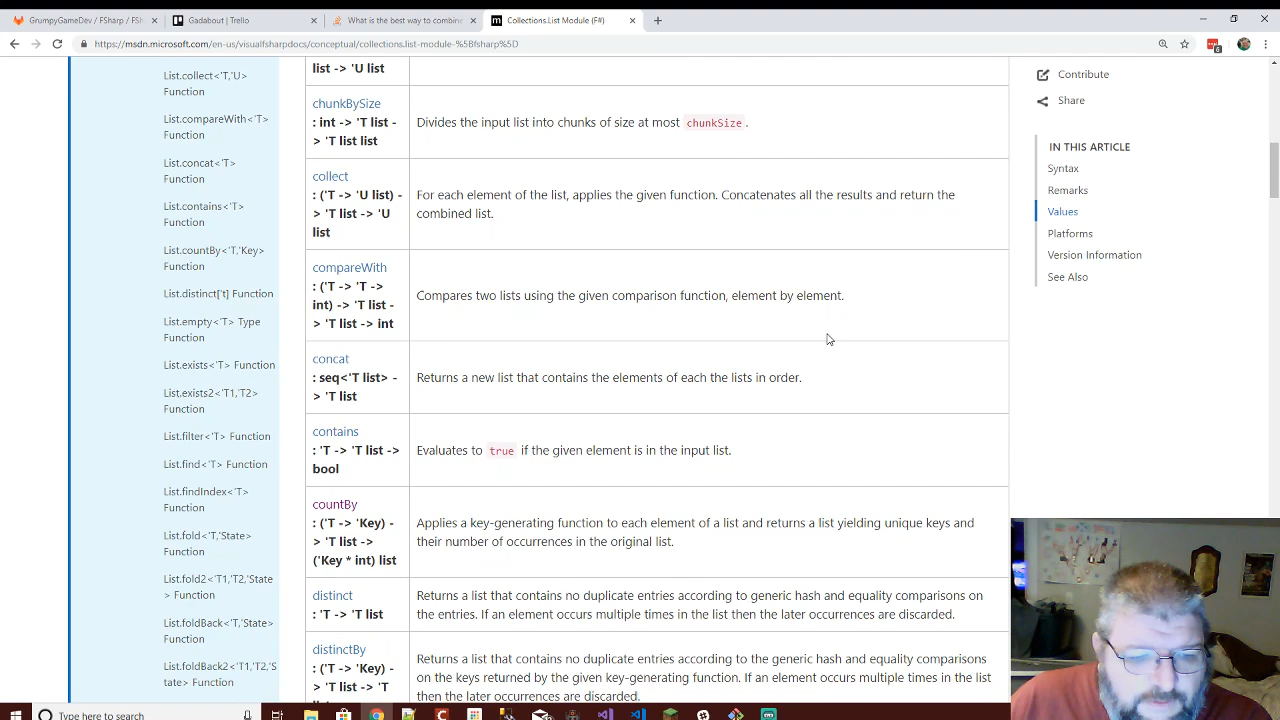 GrumpyGameDev / FSharp / FSh
Gadabout | Trello
What is the best way to combine
Collections.List Module (F#)
https://msdn.microsoft.com/en-us/visualfsharpdocs/conceptual/collections.list-module-%5Bfsharp%5D
List.collect<'T,'U>
Function
List.compareWith<'T>
Function
List.concat<'T>
Function
List.contains<'T>
Function
List.countBy<'T,Key>
Function
List.distinct['t] Function
List.empty<'T> Type
Function
List.exists<'T> Function
List.exists2<'T1,'T2>
Function
List.filter<'T> Function
List.find<'T> Function
List.findIndex<'T>
Function
List.fold<'T,'State>
Function
List.fold2<'T1,'T2,'State
> Function
List.foldBack<'T,'State>
Function
List.foldBack2<'T1,'T2,'S
tate> Function
list -> 'U list
chunkBySize
: int -> 'T list -
> 'T list list
Divides the input list into chunks of size at most chunkSize.
collect
: ('T -> 'U list) -
> 'T list -> 'U
list
For each element of the list, applies the given function. Concatenates all the results and return the
combined list.
compareWith
: ('T -> 'T ->
int) -> 'T list -
> 'T list -> int
Compares two lists using the given comparison function, element by element.
concat
: seq<'T list> -
> 'T list
Returns a new list that contains the elements of each the lists in order.
contains
: 'T -> 'T list ->
bool
Evaluates to true if the given element is in the input list.
countBy
: ('T -> 'Key) -
> 'T list ->
('Key * int) list
Applies a key-generating function to each element of a list and returns a list yielding unique keys and
their number of occurrences in the original list.
distinct
: 'T -> 'T list
Returns a list that contains no duplicate entries according to generic hash and equality comparisons on
the entries. If an element occurs multiple times in the list then the later occurrences are discarded.
distinctBy
: ('T -> 'Key) -
> 'T list -> 'T
Returns a list that contains no duplicate entries according the generic hash and equality comparisons
on the keys returned by the given key-generating function. If an element occurs multiple times in the list
then the later occurrences are discarded.
Contribute
Share
IN THIS ARTICLE
Syntax
Remarks
Values
Platforms
Version Information
See Also
Type here to search